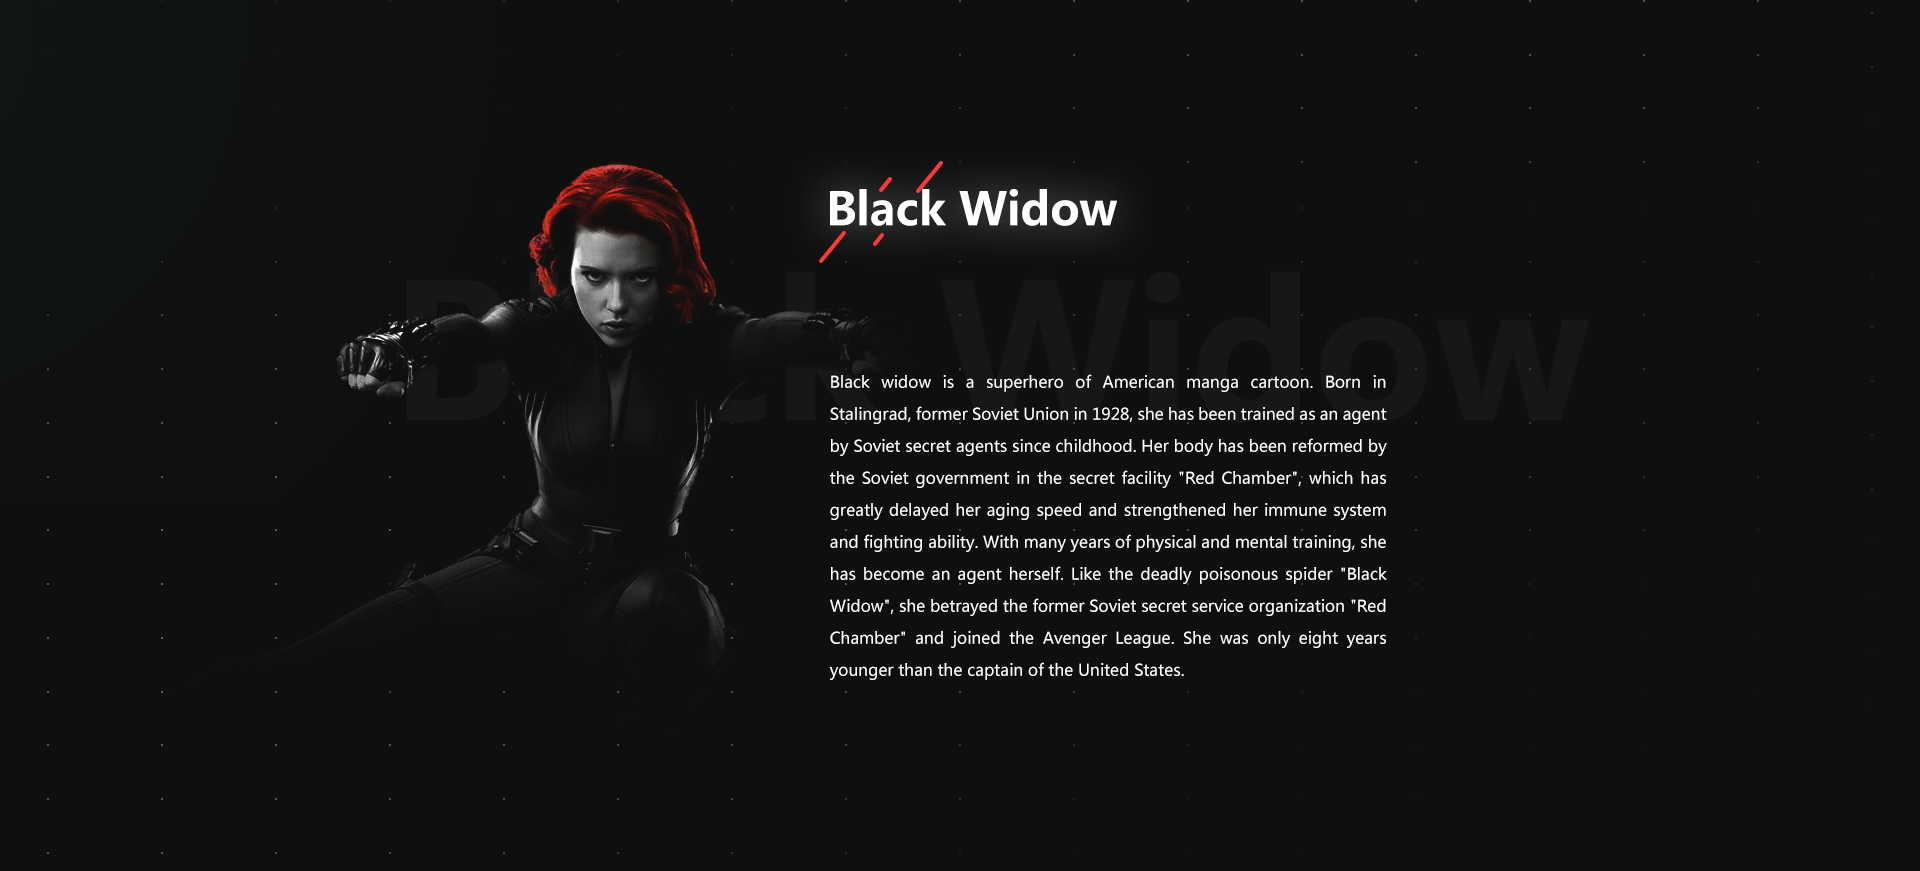 Black Widow
Black Widow
Black widow is a superhero of American manga cartoon. Born in
Stalingrad, former Soviet Union in 1928, she has been trained as an agent
by Soviet secret agents since childhood. Her body has been reformed by
the Soviet government in the secret facility "Red Chamber", which has
greatly delayed her aging speed and strengthened her immune system
and fighting ability. With many years of physical and mental training, she
has become an agent herself. Like the deadly poisonous spider "Black
Widow", she betrayed the former Soviet secret service organization "Red
Chamber" and joined the Avenger League. She was only eight years
younger than the captain of the United States.